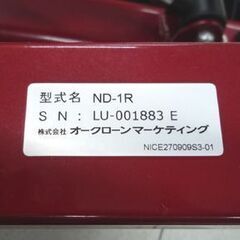 型式名 ND-1R
S N : LU-001883 E
株式会社 オークローンマーケティング
NICE270909S3-01